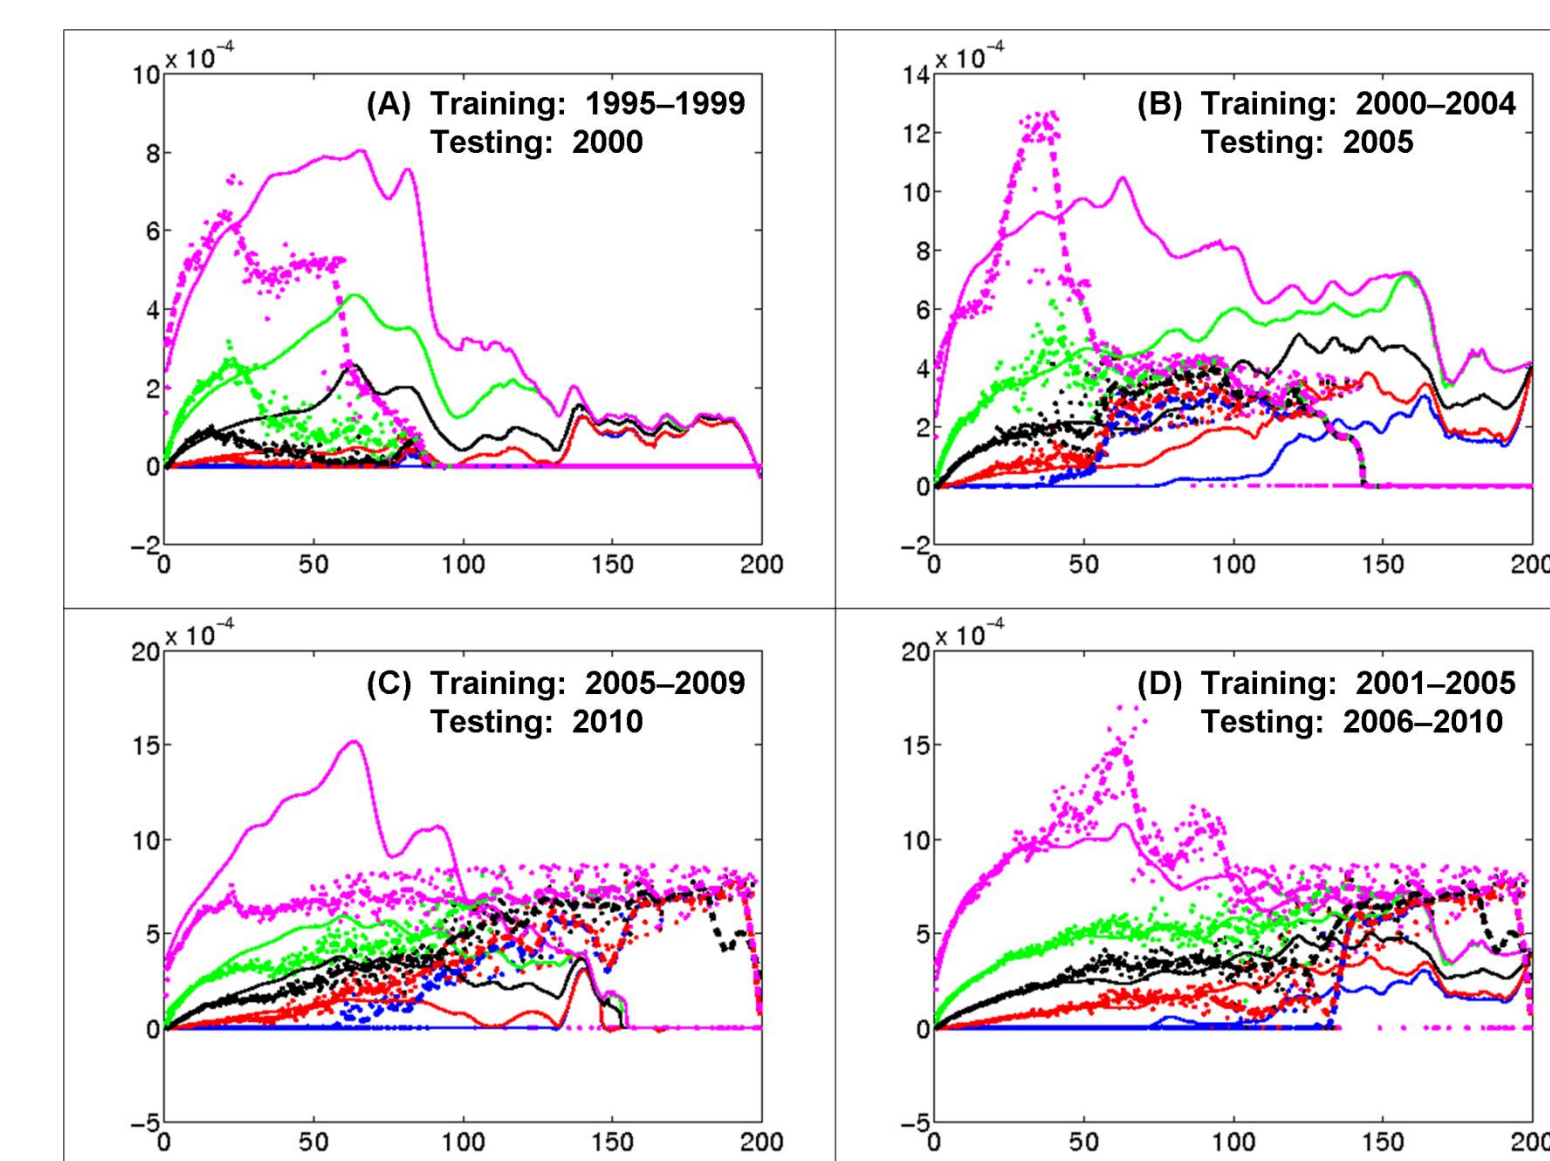 x 10⁻⁴
10
8
6
4
2
0
−2
0 50 100 150 200
(A) Training: 1995–1999
Testing: 2000
x 10⁻⁴
14
12
10
8
6
4
2
0
−2
0 50 100 150 200
(B) Training: 2000–2004
Testing: 2005
x 10⁻⁴
20
15
10
5
0
−5
0 50 100 150 200
(C) Training: 2005–2009
Testing: 2010
x 10⁻⁴
20
15
10
5
0
−5
0 50 100 150 200
(D) Training: 2001–2005
Testing: 2006–2010